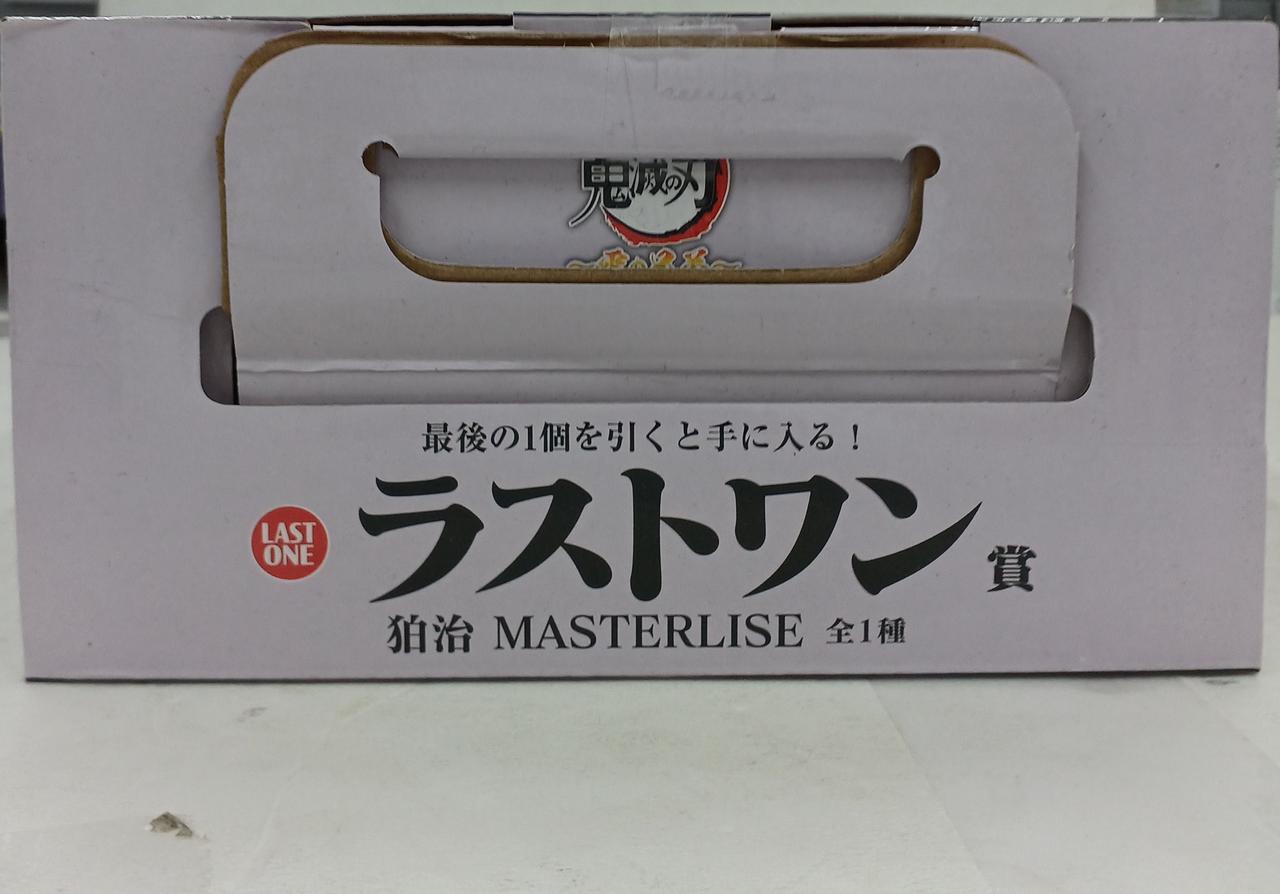 鬼滅の刃
最後の1個を引くと手に入る!
LAST
ONE
ラストワン賞
狛治 MASTERLISE 全1種